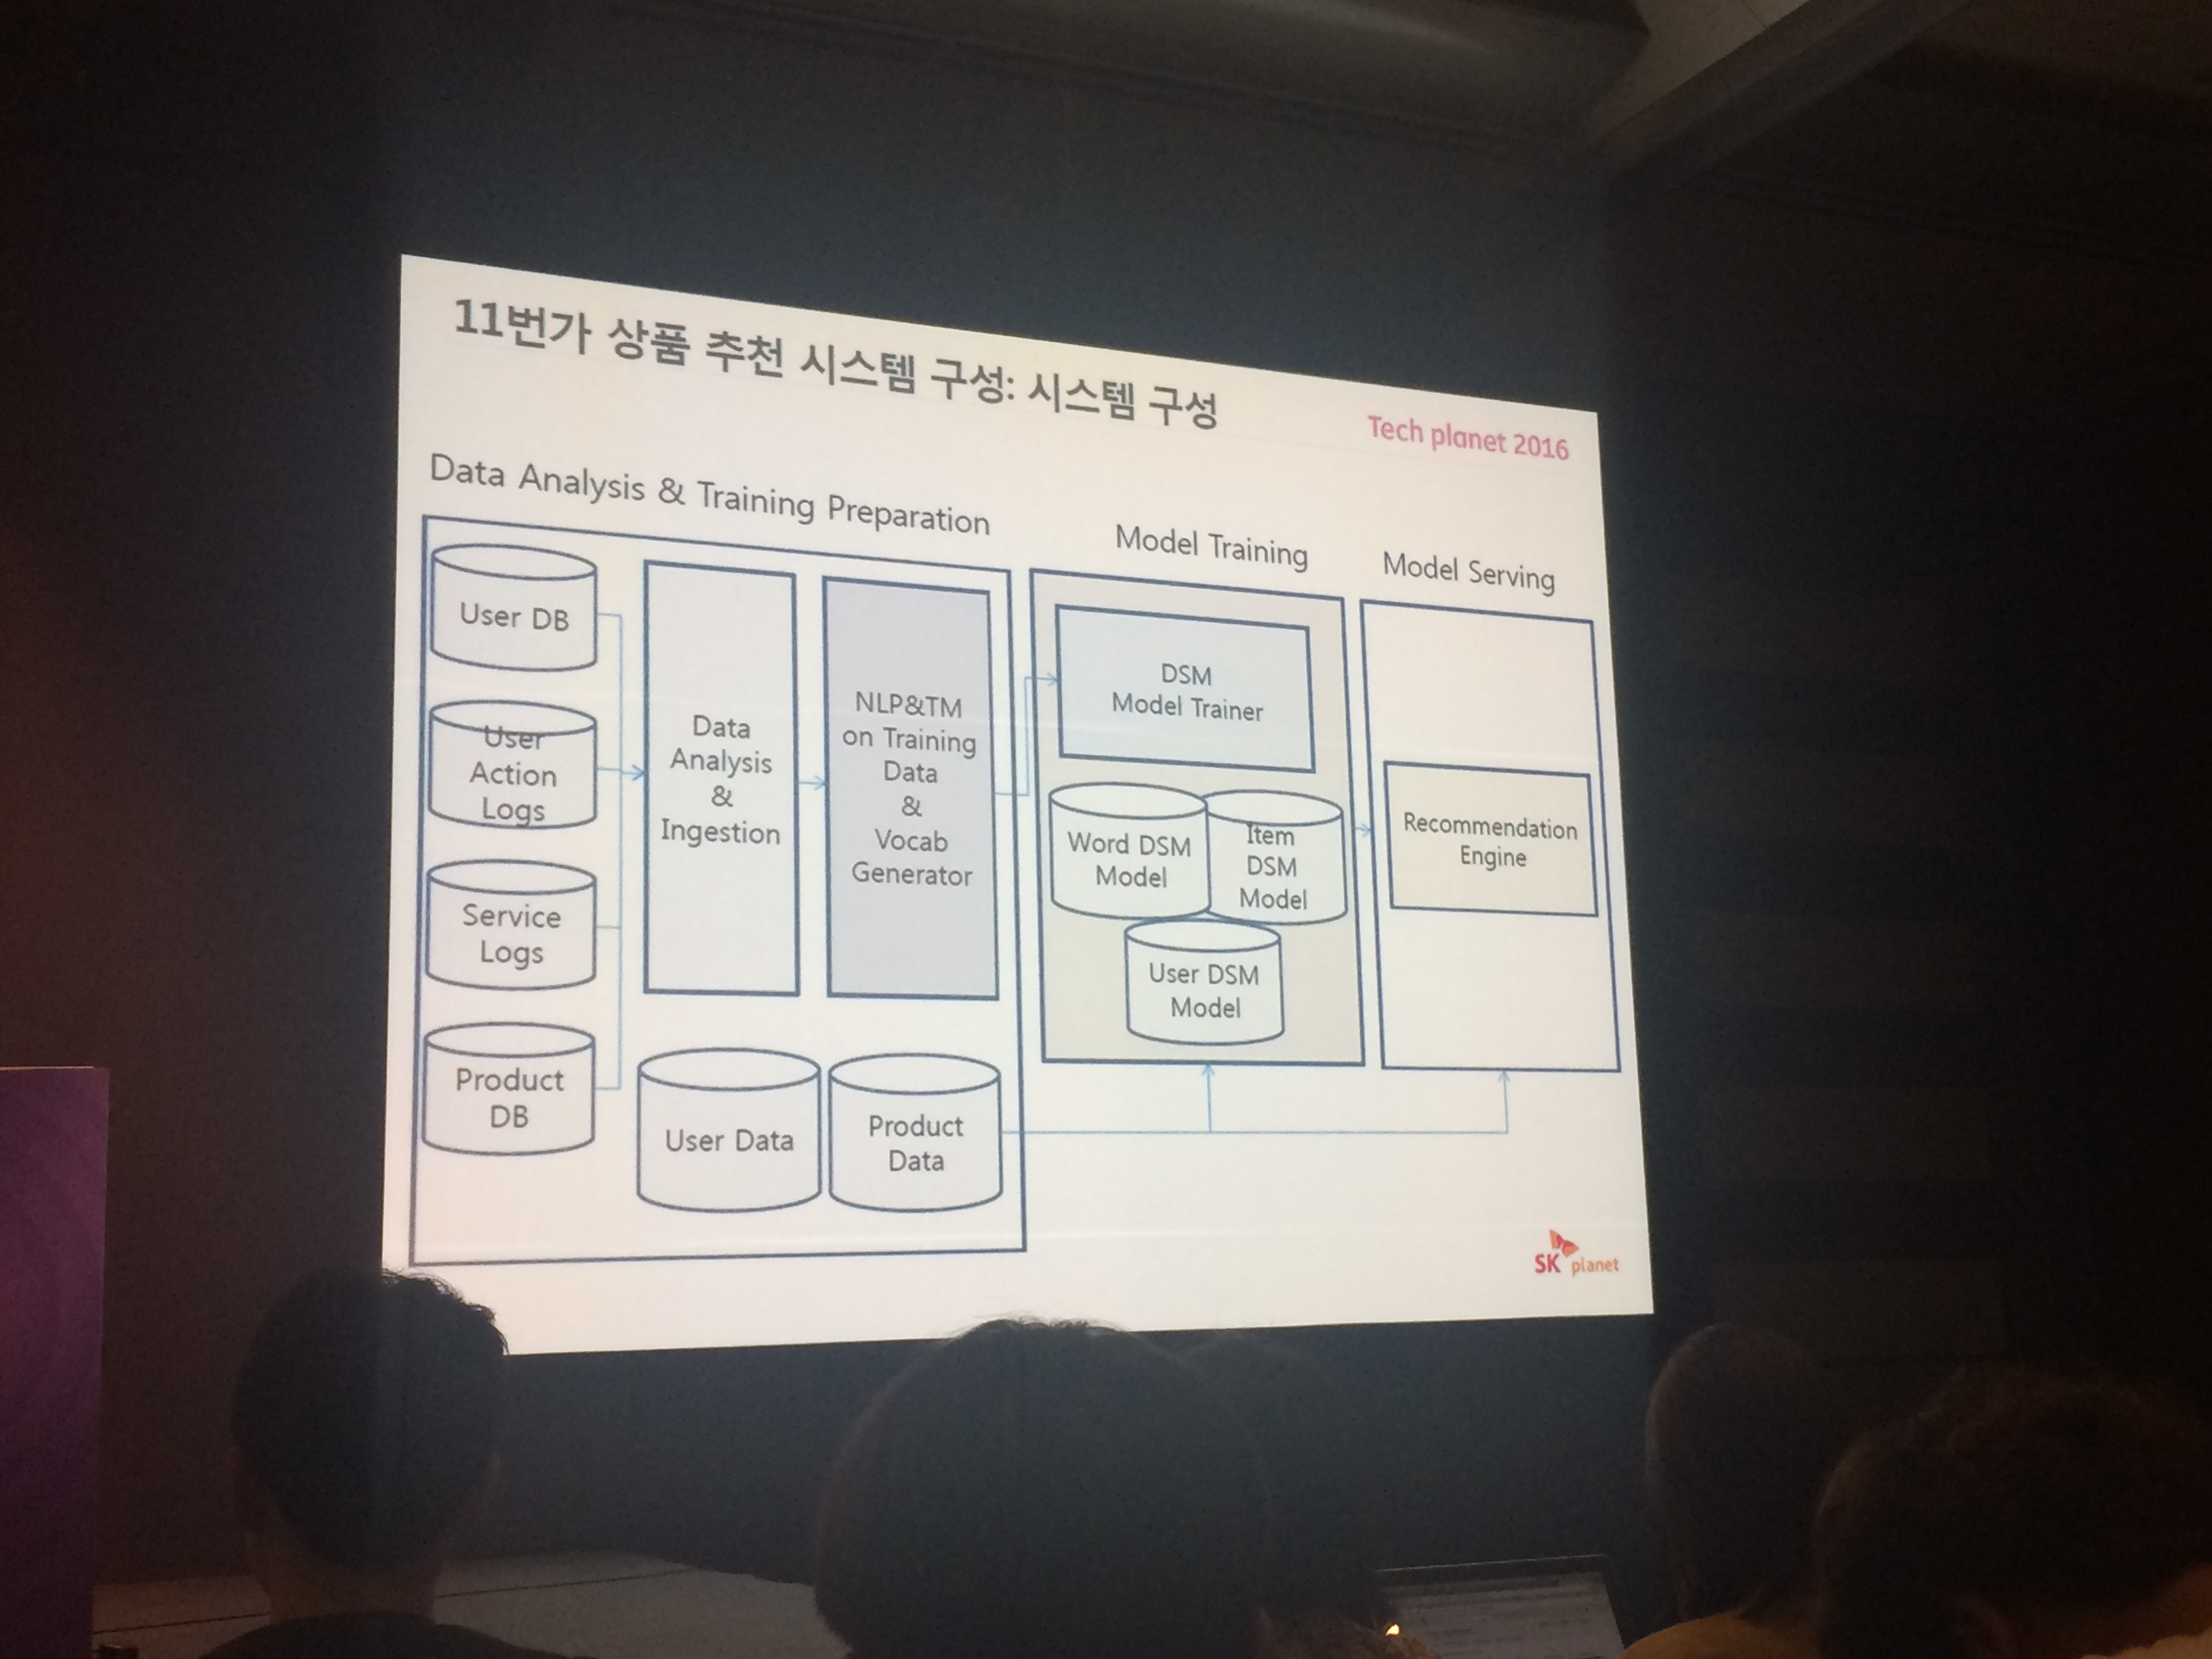 11번가 상품 추천 시스템 구성: 시스템 구성
Tech planet 2016
Data Analysis & Training Preparation
Model Training
Model Serving
User DB
User
Action
Logs
Service
Logs
Product
DB
Data
Analysis
&
Ingestion
NLP&TM
on Training
Data
&
Vocab
Generator
User Data
Product
Data
DSM
Model Trainer
Word DSM
Model
Item
DSM
Model
User DSM
Model
Recommendation
Engine
SK planet